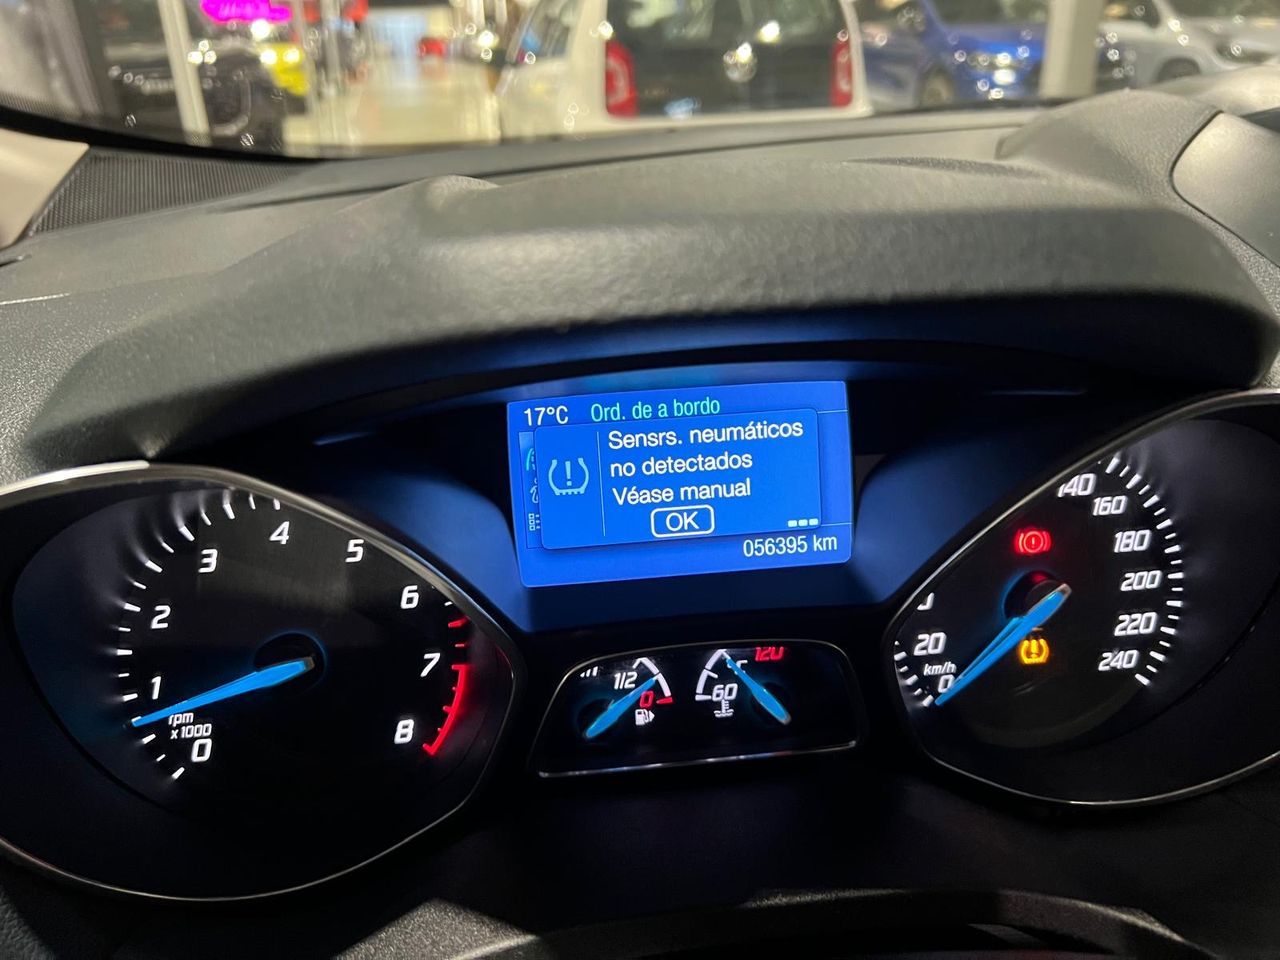 17°C Ord. de a bordo
Sensrs. neumáticos
no detectados
Véase manual
OK
056395 km
0
1
2
3
4
5
6
7
8
rpm
x 1000
1/2
0
60
120
0
20
km/h
140
160
180
200
220
240